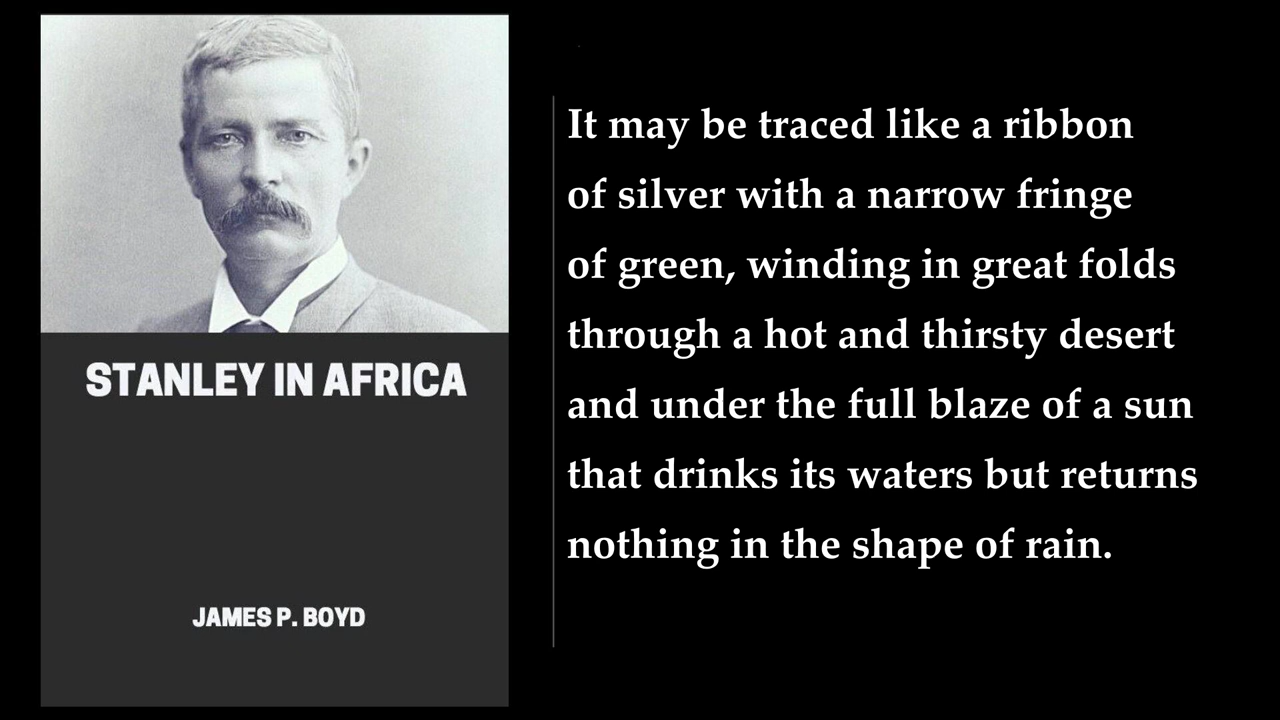 STANLEY IN AFRICA
JAMES P. BOYD
It may be traced like a ribbon
of silver with a narrow fringe
of green, winding in great folds
through a hot and thirsty desert
and under the full blaze of a sun
that drinks its waters but returns
nothing in the shape of rain.